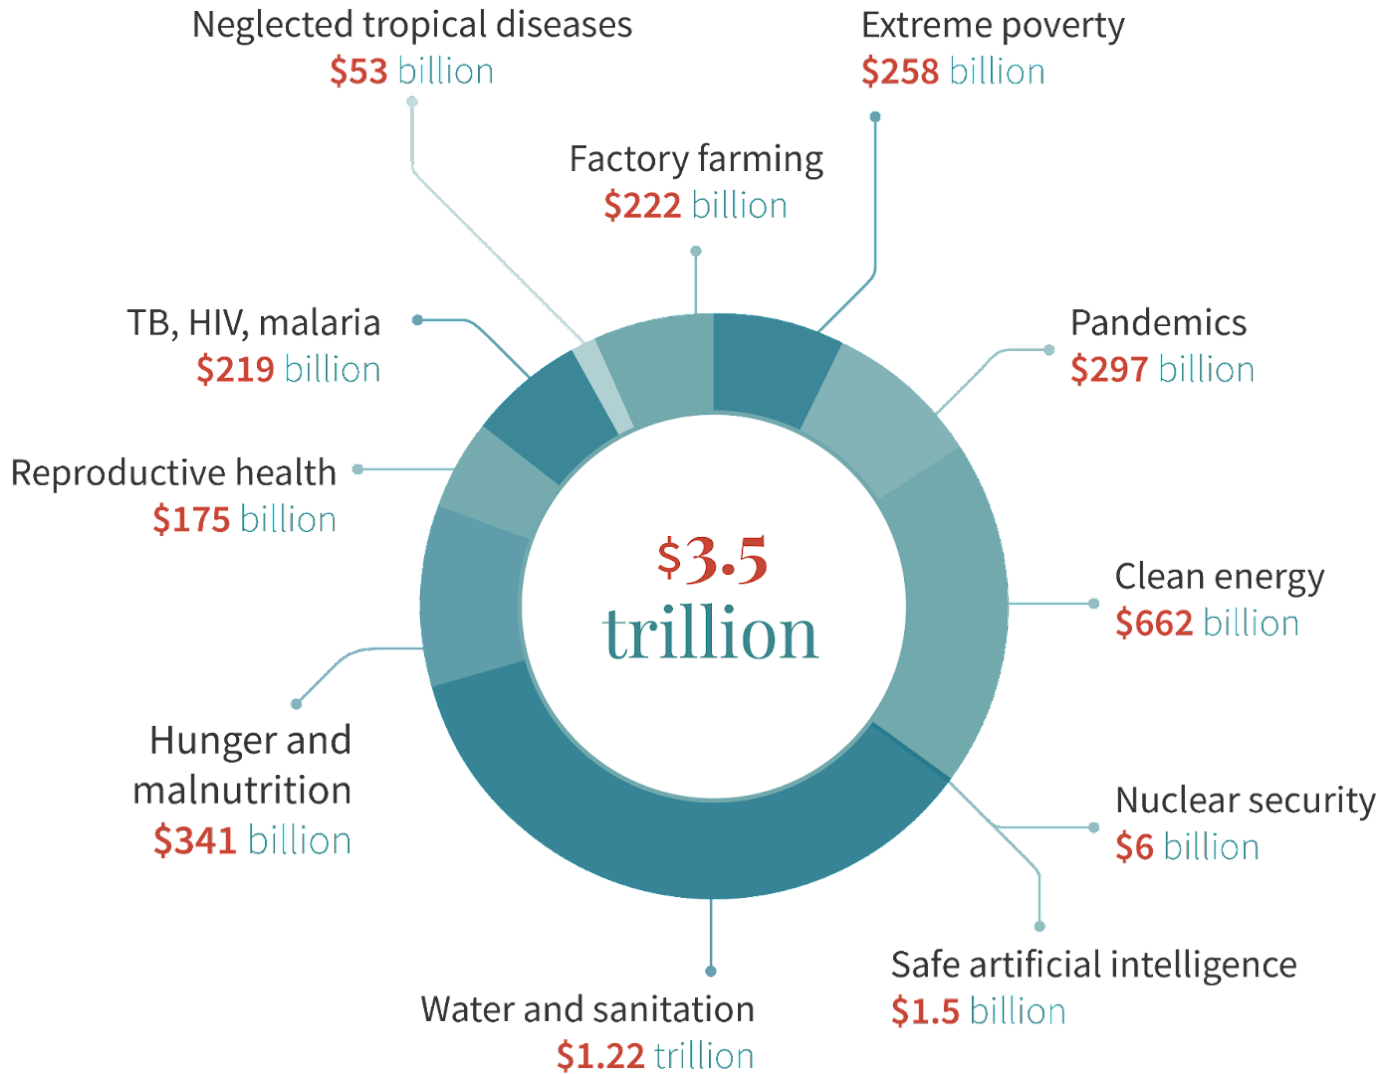 Neglected tropical diseases
$53 billion
Extreme poverty
$258 billion
Factory farming
$222 billion
TB, HIV, malaria
$219 billion
Pandemics
$297 billion
Reproductive health
$175 billion
$3.5
trillion
Clean energy
$662 billion
Hunger and
malnutrition
$341 billion
Nuclear security
$6 billion
Safe artificial intelligence
$1.5 billion
Water and sanitation
$1.22 trillion